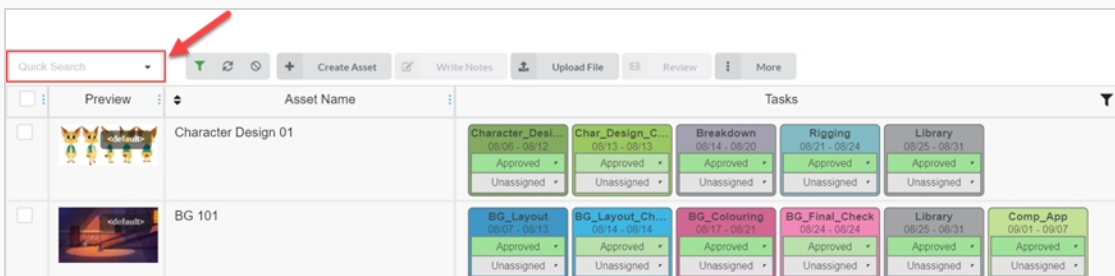 Quick Search
Create Asset Write Notes Upload File Review More
Preview Asset Name Tasks
<default> Character Design 01 Character_Desi... Char_Design_C... Breakdown Rigging Library
08/06 - 08/12 08/13 - 08/13 08/14 - 08/20 08/21 - 08/24 08/25 - 08/31
Approved Approved Approved Approved Approved
Unassigned Unassigned Unassigned Unassigned Unassigned
<default> BG 101 BG_Layout BG_Layout_Ch... BG_Colouring BG_Final_Check Library Comp_App
08/07 - 08/13 08/14 - 08/14 08/17 - 08/21 08/24 - 08/24 08/25 - 08/31 09/01 - 09/07
Approved Approved Approved Approved Approved Approved
Unassigned Unassigned Unassigned Unassigned Unassigned Unassigned